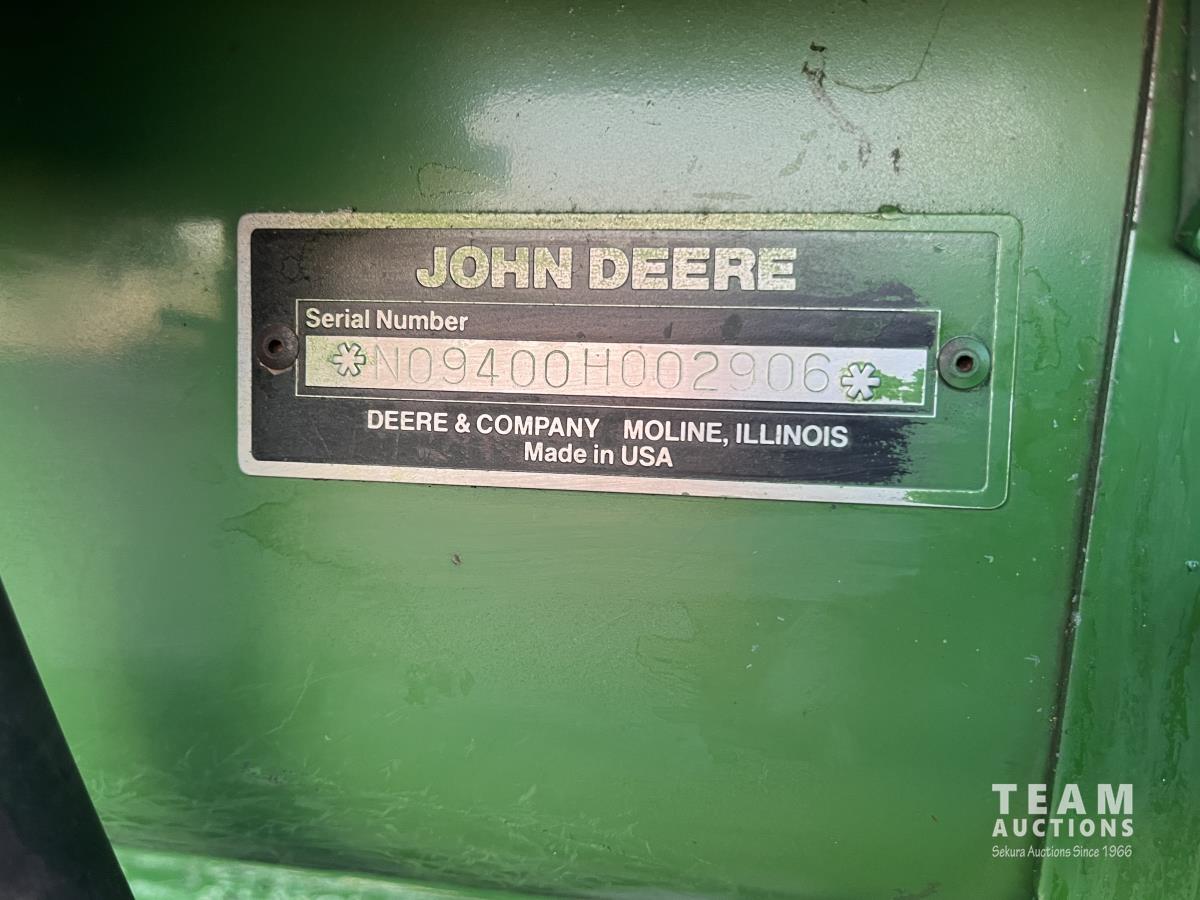 JOHN DEERE
Serial Number
*N09400H002906*
DEERE & COMPANY MOLINE, ILLINOIS
Made in USA
TEAM
AUCTIONS
Sekura Auctions Since 1966